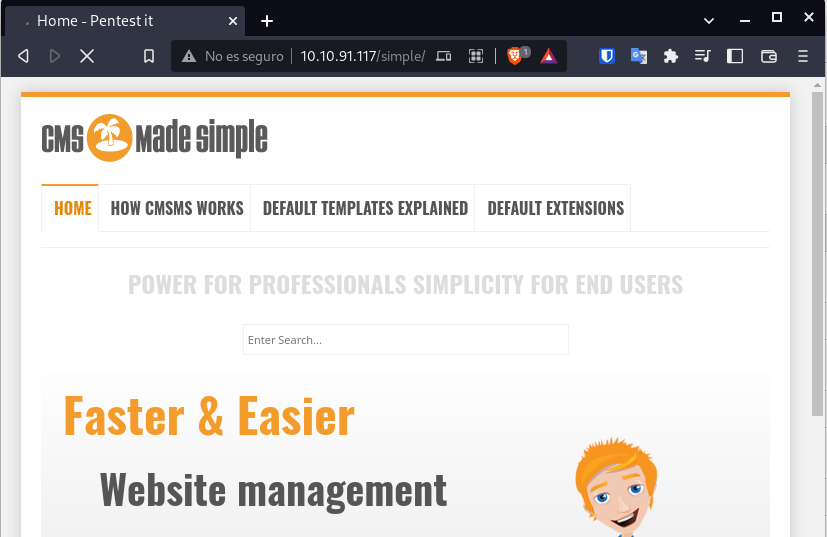 Home - Pentest it
No es seguro 10.10.91.117/simple/ 1
CMS made simple
HOME HOW CMSMS WORKS DEFAULT TEMPLATES EXPLAINED DEFAULT EXTENSIONS
POWER FOR PROFESSIONALS SIMPLICITY FOR END USERS
Enter Search...
Faster & Easier
Website management